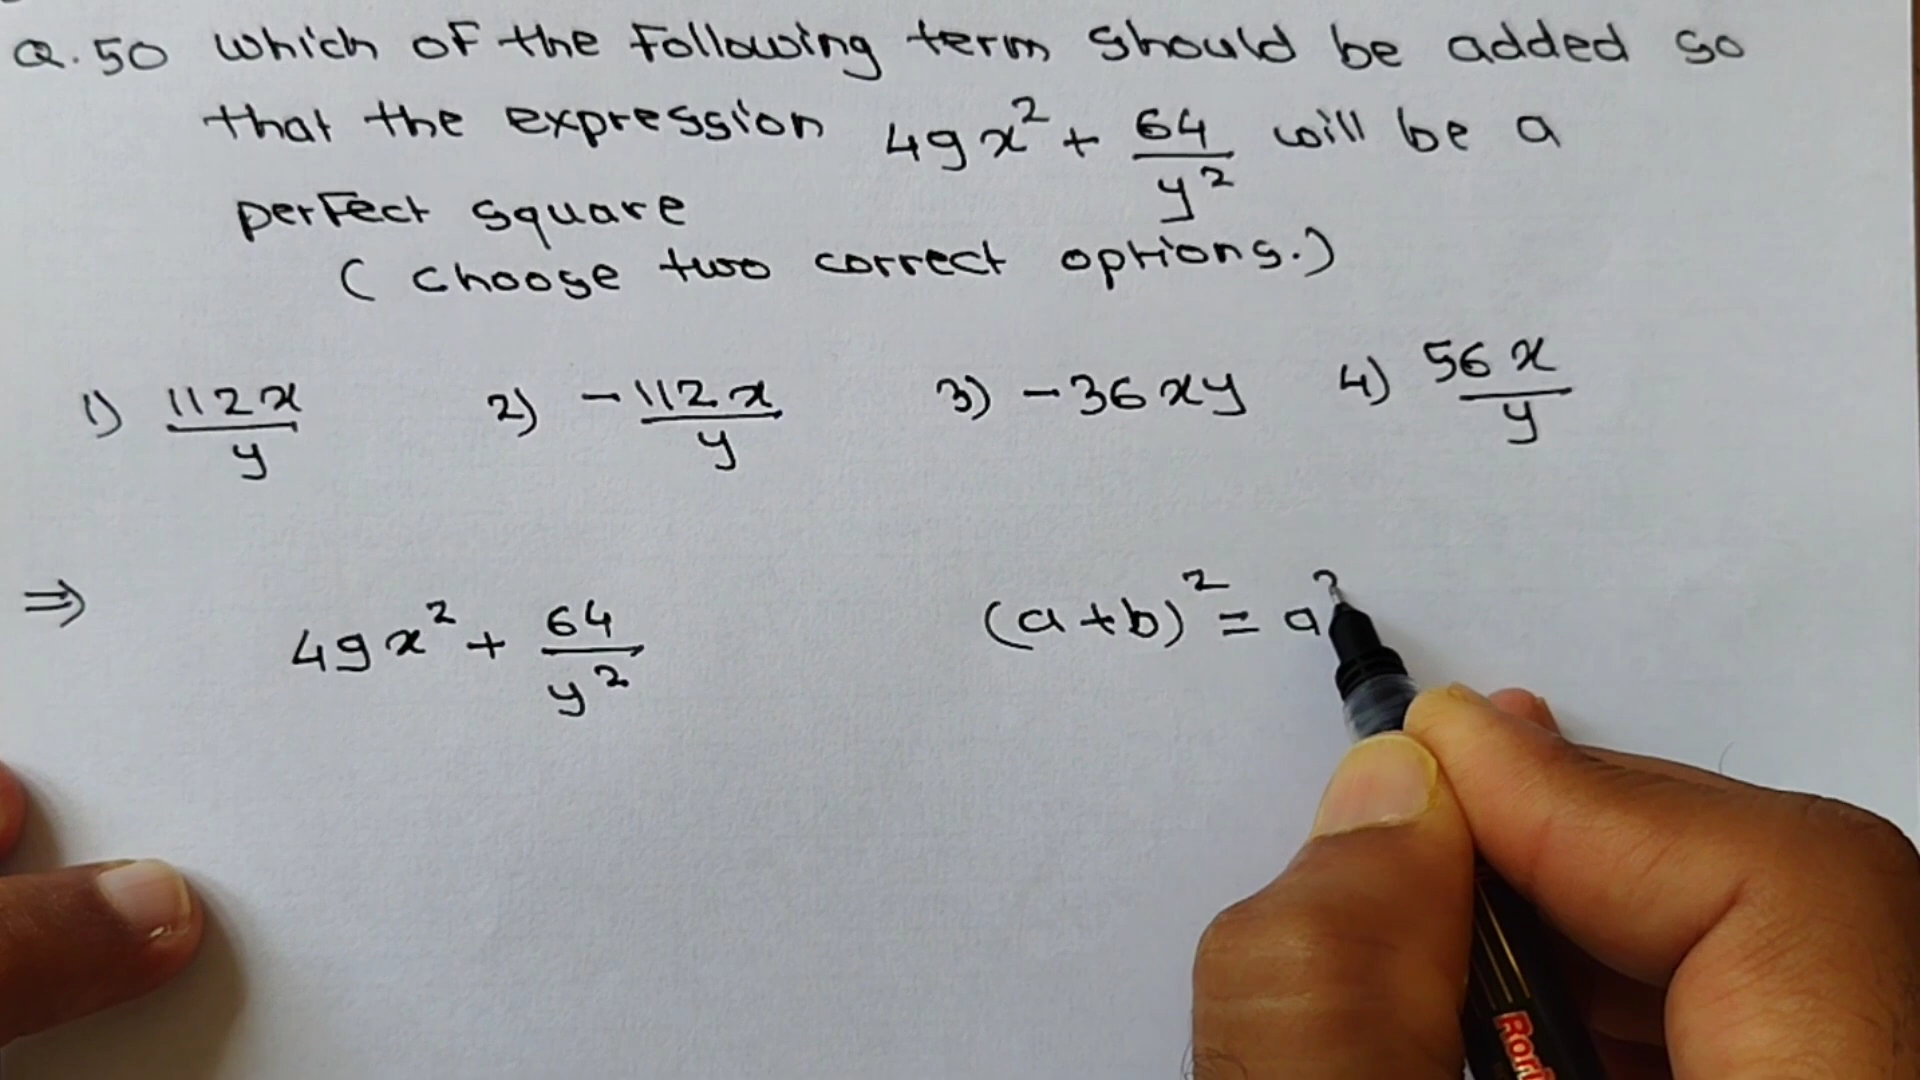 Q.50 which of the following term should be added so
that the expression 49x² + 64/y² will be a
perfect square
( choose two correct options.)
1) 112x/y 2) -112x/y 3) -36xy 4) 56x/y
⇒ 49x² + 64/y² (a+b)² = a²
Rori